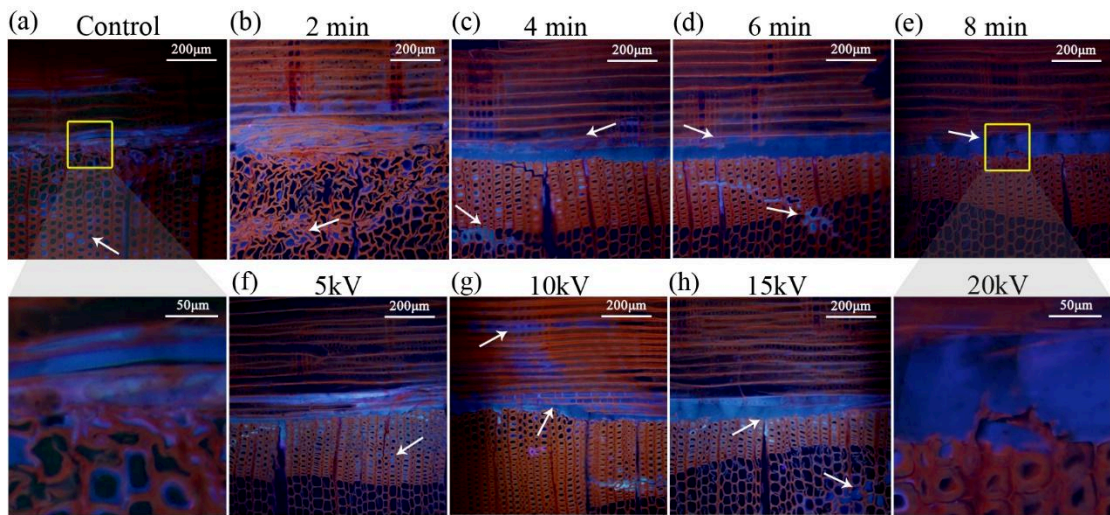 (a) Control (b) 2 min (c) 4 min (d) 6 min (e) 8 min
200μm 200μm 200μm 200μm 200μm
(f) 5kV (g) 10kV (h) 15kV 20kV
50μm 200μm 200μm 200μm 50μm